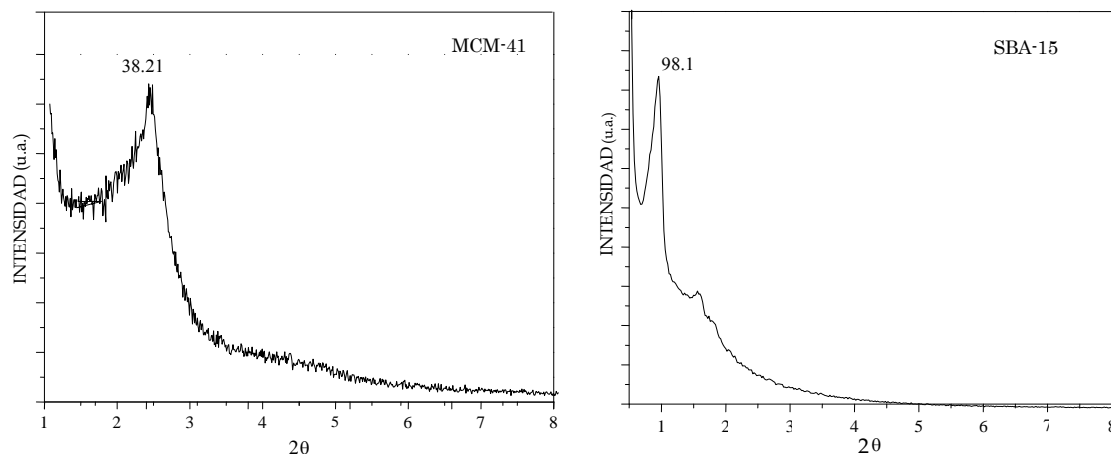 MCM-41
38.21
INTENSIDAD (u.a.)
1 2 3 4 5 6 7 8
2θ
SBA-15
98.1
INTENSIDAD (u.a.)
1 2 3 4 5 6 7 8
2θ